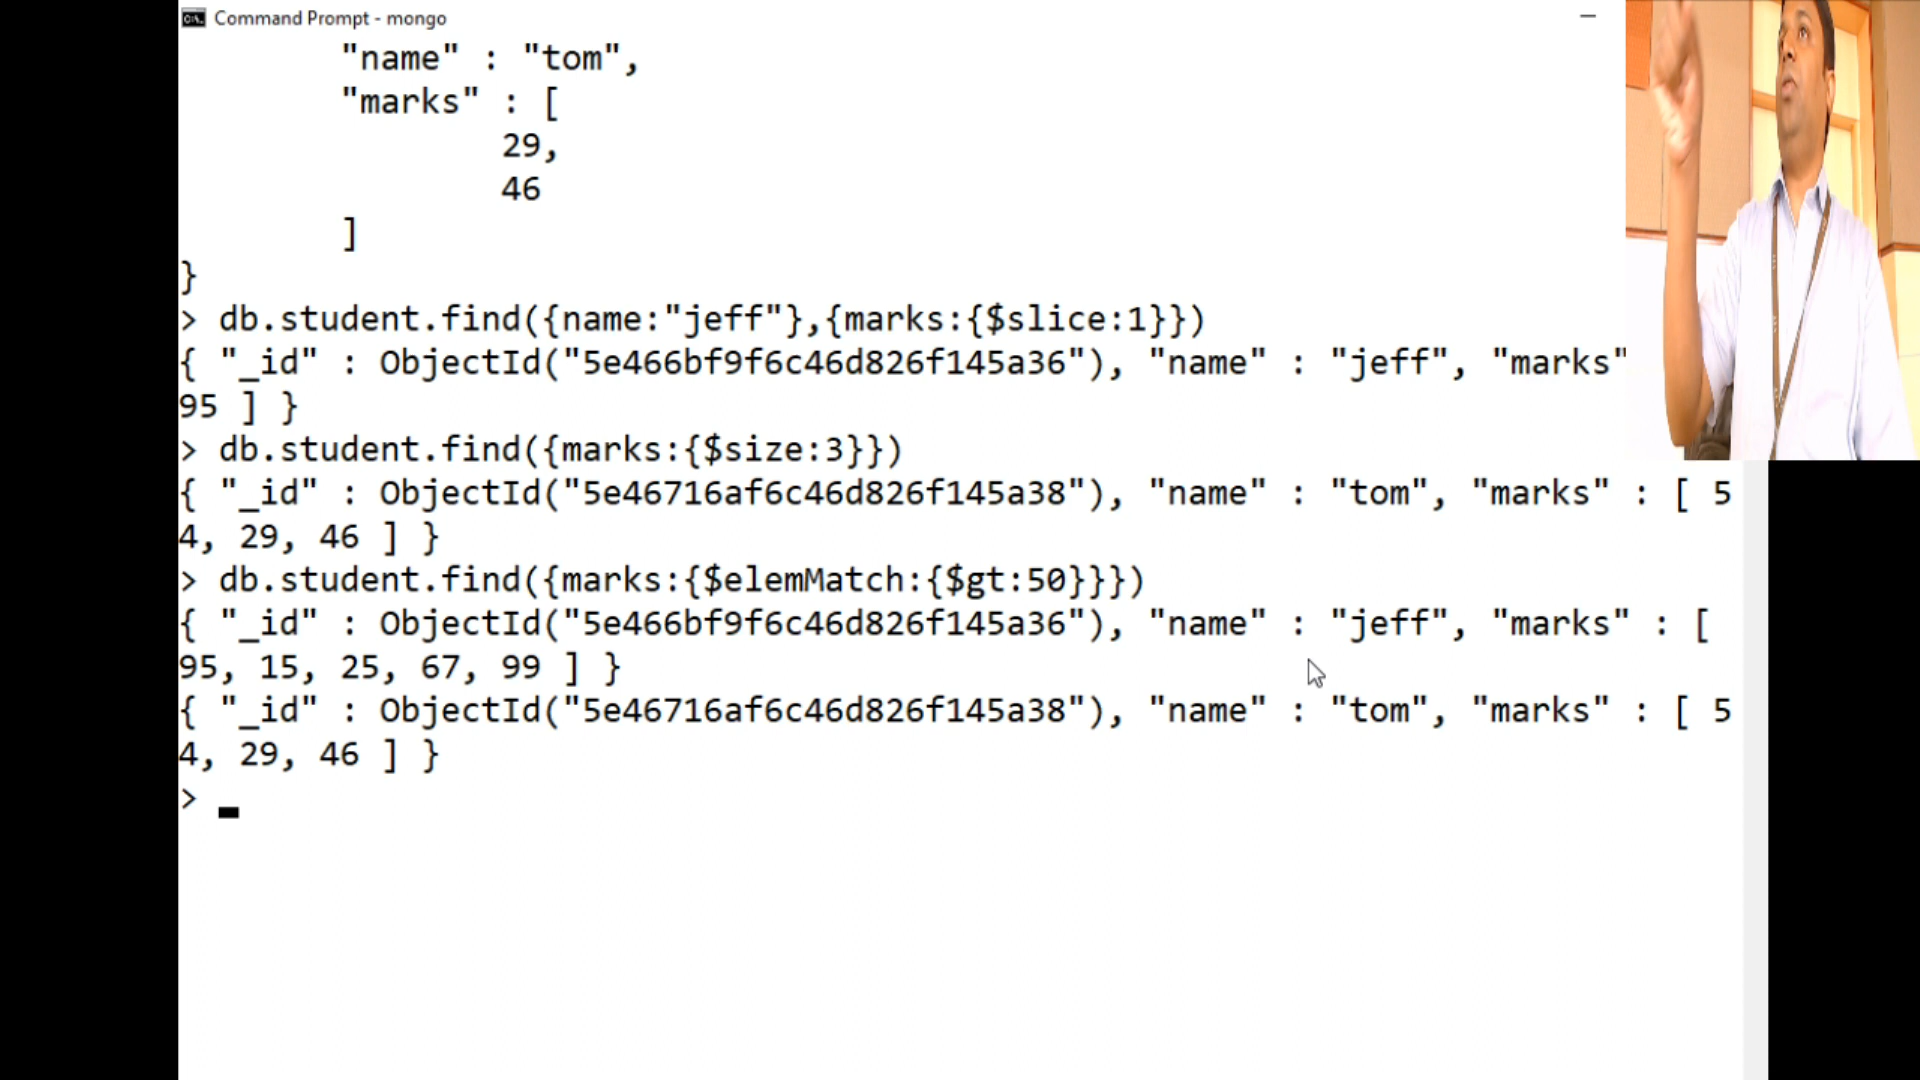 Command Prompt - mongo
"name" : "tom",
"marks" : [
29,
46
]
}
> db.student.find({name:"jeff"},{marks:{$slice:1}})
{ "_id" : ObjectId("5e466bf9f6c46d826f145a36"), "name" : "jeff", "marks"
95 ] }
> db.student.find({marks:{$size:3}})
{ "_id" : ObjectId("5e46716af6c46d826f145a38"), "name" : "tom", "marks" : [ 5
4, 29, 46 ] }
> db.student.find({marks:{$elemMatch:{$gt:50}}})
{ "_id" : ObjectId("5e466bf9f6c46d826f145a36"), "name" : "jeff", "marks" : [
95, 15, 25, 67, 99 ] }
{ "_id" : ObjectId("5e46716af6c46d826f145a38"), "name" : "tom", "marks" : [ 5
4, 29, 46 ] }
>